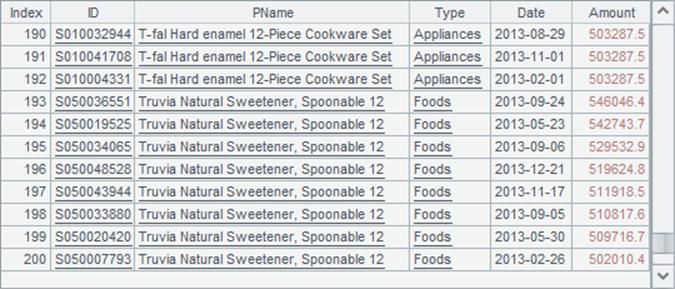 Index ID PName Type Date Amount
190 S010032944 T-fal Hard enamel 12-Piece Cookware Set Appliances 2013-08-29 503287.5
191 S010041708 T-fal Hard enamel 12-Piece Cookware Set Appliances 2013-11-01 503287.5
192 S010004331 T-fal Hard enamel 12-Piece Cookware Set Appliances 2013-02-01 503287.5
193 S050036551 Truvia Natural Sweetener, Spoonable 12 Foods 2013-09-24 546046.4
194 S050019525 Truvia Natural Sweetener, Spoonable 12 Foods 2013-05-23 542743.7
195 S050034065 Truvia Natural Sweetener, Spoonable 12 Foods 2013-09-06 529532.9
196 S050048528 Truvia Natural Sweetener, Spoonable 12 Foods 2013-12-21 519624.8
197 S050043944 Truvia Natural Sweetener, Spoonable 12 Foods 2013-11-17 511918.5
198 S050033880 Truvia Natural Sweetener, Spoonable 12 Foods 2013-09-05 510817.6
199 S050020420 Truvia Natural Sweetener, Spoonable 12 Foods 2013-05-30 509716.7
200 S050007793 Truvia Natural Sweetener, Spoonable 12 Foods 2013-02-26 502010.4